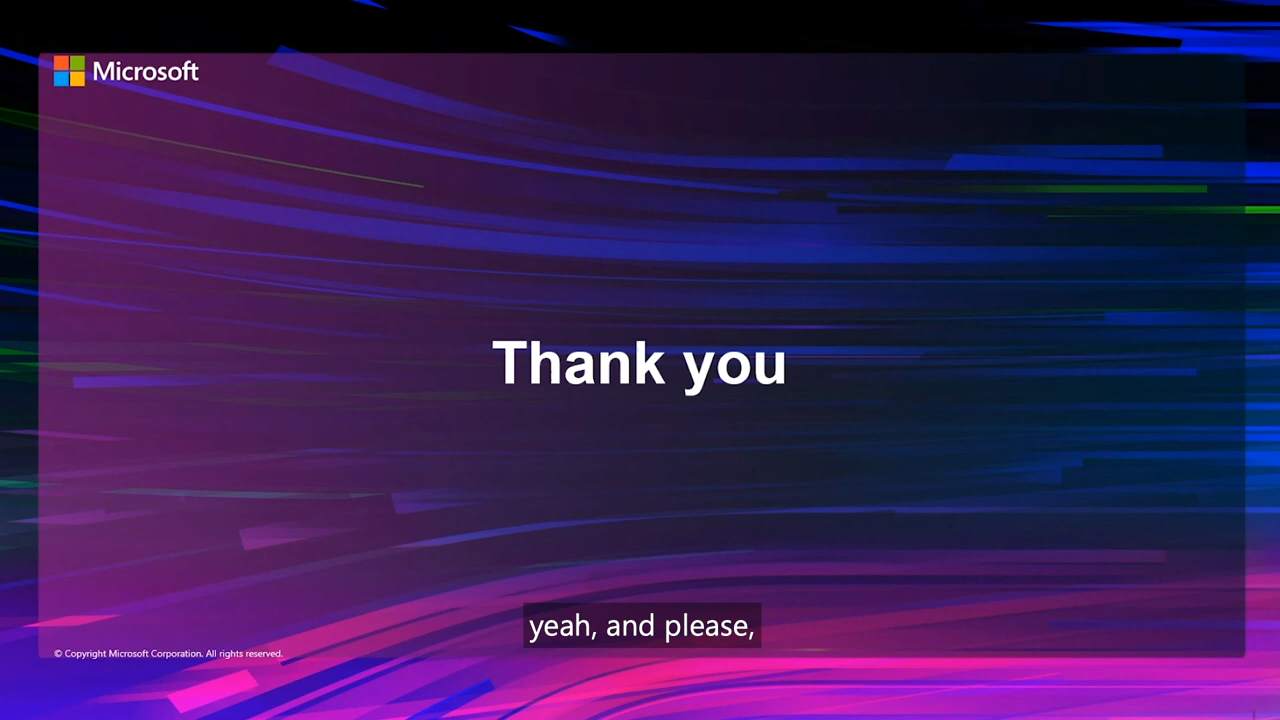 Microsoft
Thank you
yeah, and please,
© Copyright Microsoft Corporation. All rights reserved.